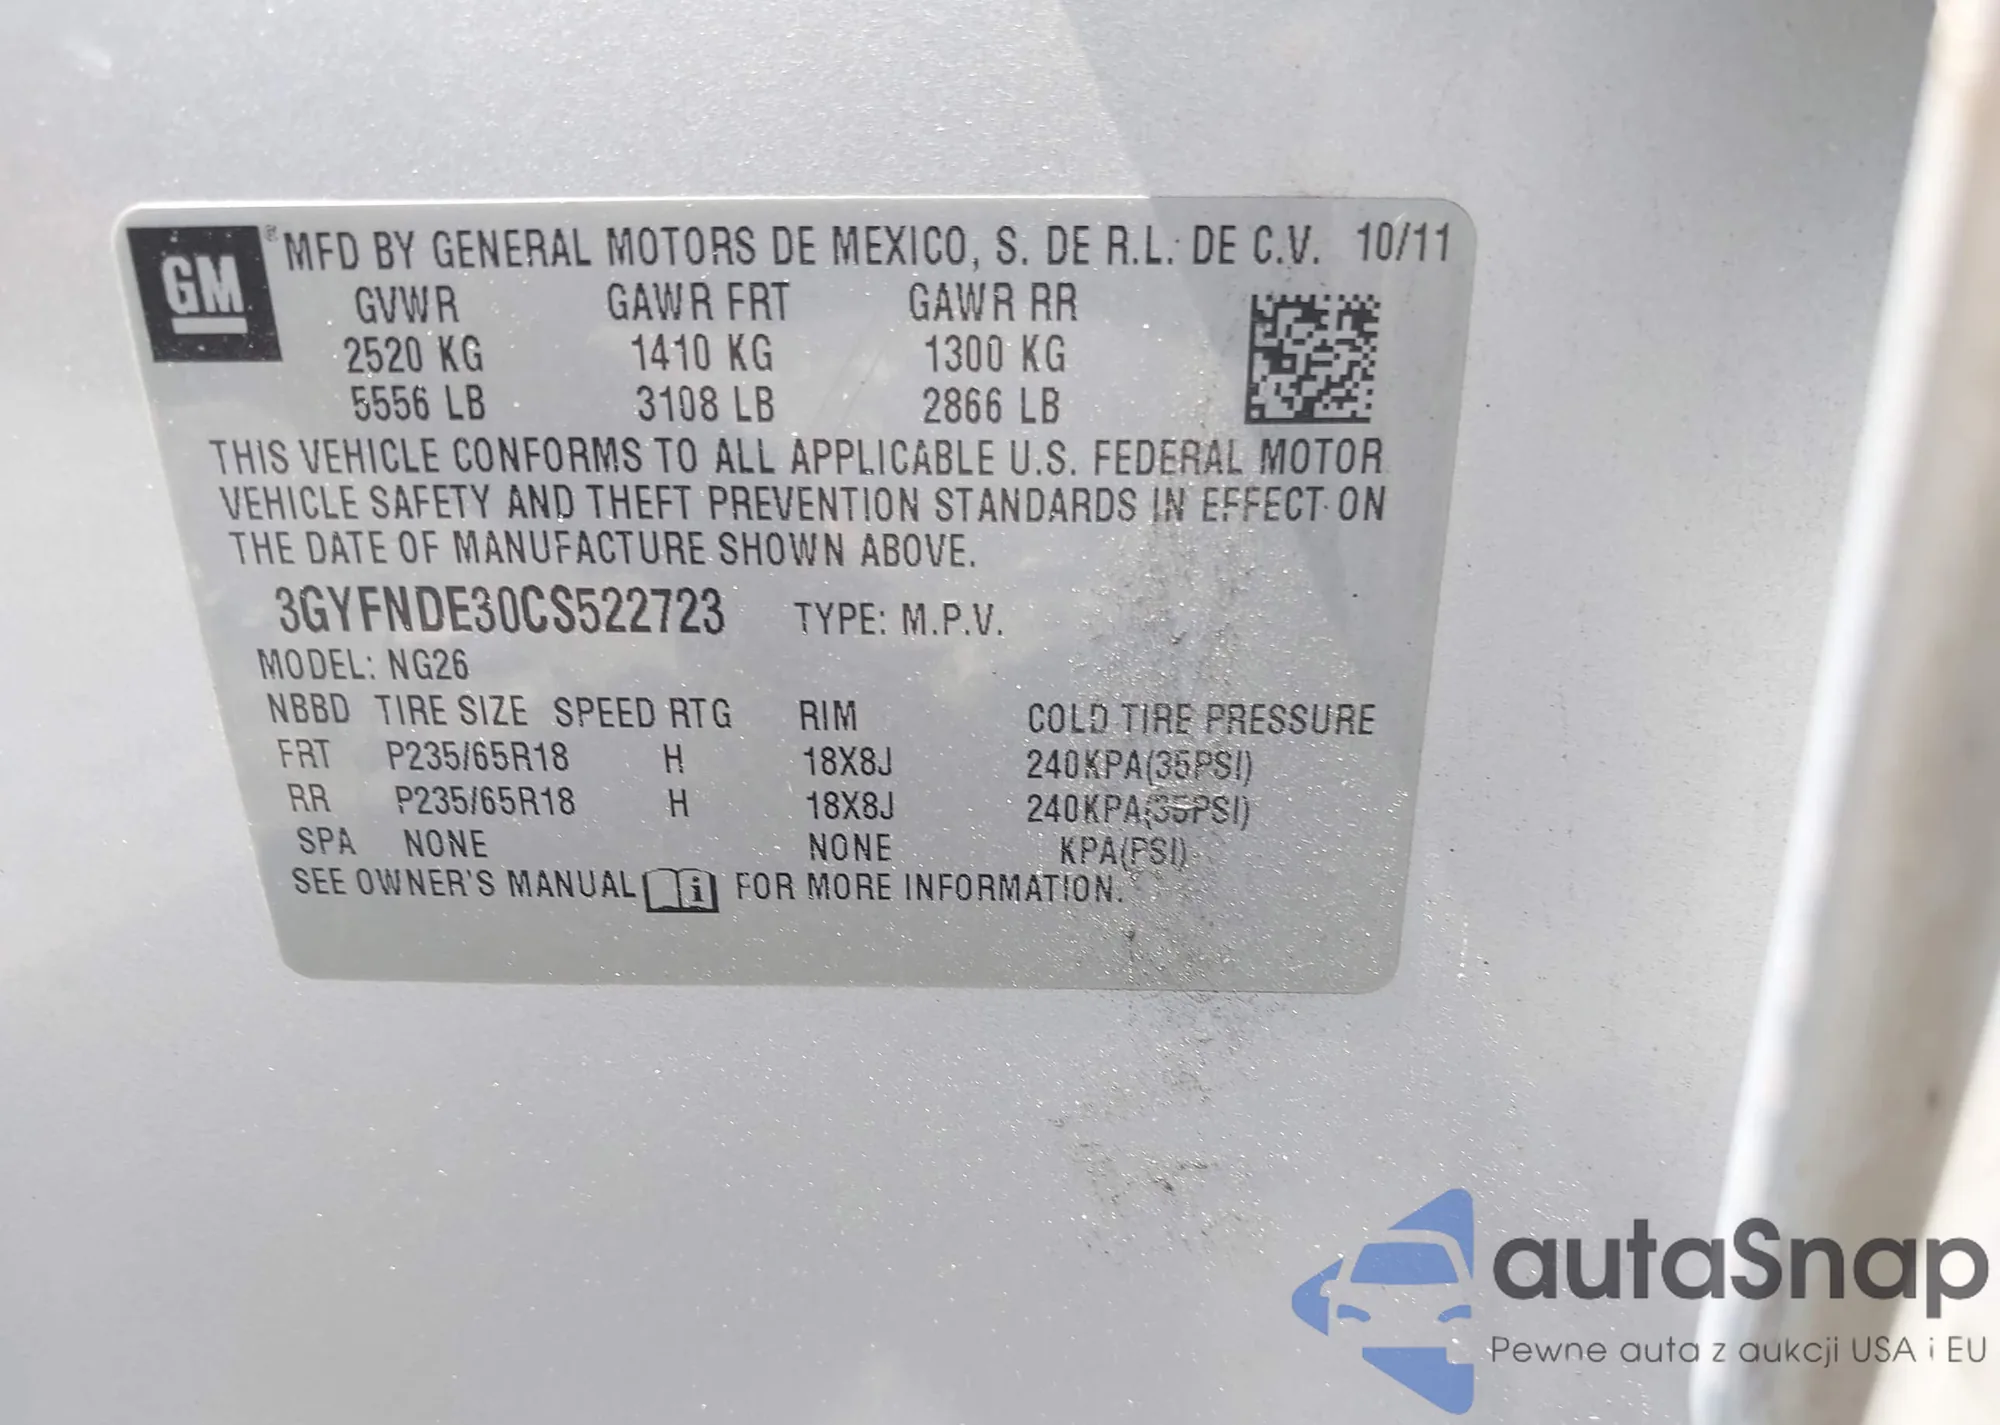 GM ® MFD BY GENERAL MOTORS DE MEXICO, S. DE R.L. DE C.V. 10/11
GVWR GAWR FRT GAWR RR
2520 KG 1410 KG 1300 KG
5556 LB 3108 LB 2866 LB
THIS VEHICLE CONFORMS TO ALL APPLICABLE U.S. FEDERAL MOTOR
VEHICLE SAFETY AND THEFT PREVENTION STANDARDS IN EFFECT ON
THE DATE OF MANUFACTURE SHOWN ABOVE.
3GYFNDE30CS522723 TYPE: M.P.V.
MODEL: NG26
NBBD TIRE SIZE SPEED RTG RIM COLD TIRE PRESSURE
FRT P235/65R18 H 18X8J 240KPA(35PSI)
RR P235/65R18 H 18X8J 240KPA(35PSI)
SPA NONE NONE KPA(PSI)
SEE OWNER'S MANUAL i FOR MORE INFORMATION.
autaSnap
Pewne auta z aukcji USA i EU